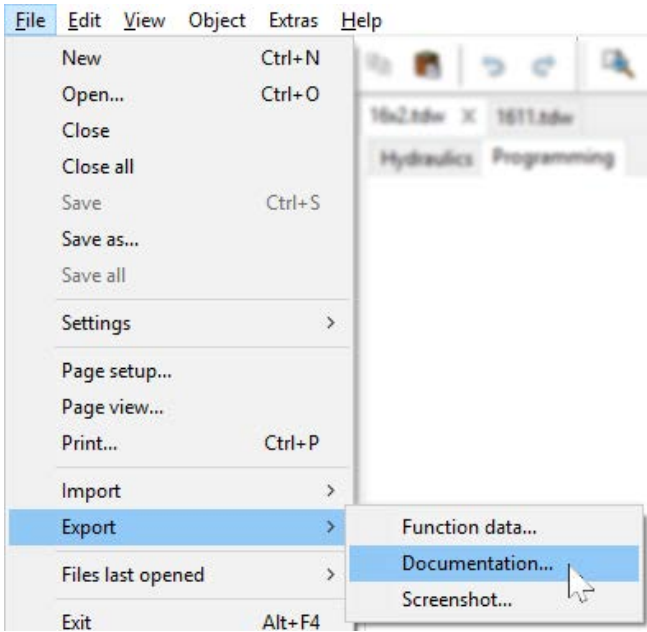 File Edit View Object Extras Help
New Ctrl+N
Open... Ctrl+O
Close
Close all
Save Ctrl+S
Save as...
Save all
Settings >
Page setup...
Page view...
Print... Ctrl+P
Import >
Export >
Files last opened >
Exit Alt+F4
16x2.tdw X 1611.tdw
Hydraulics Programming
Function data...
Documentation...
Screenshot...